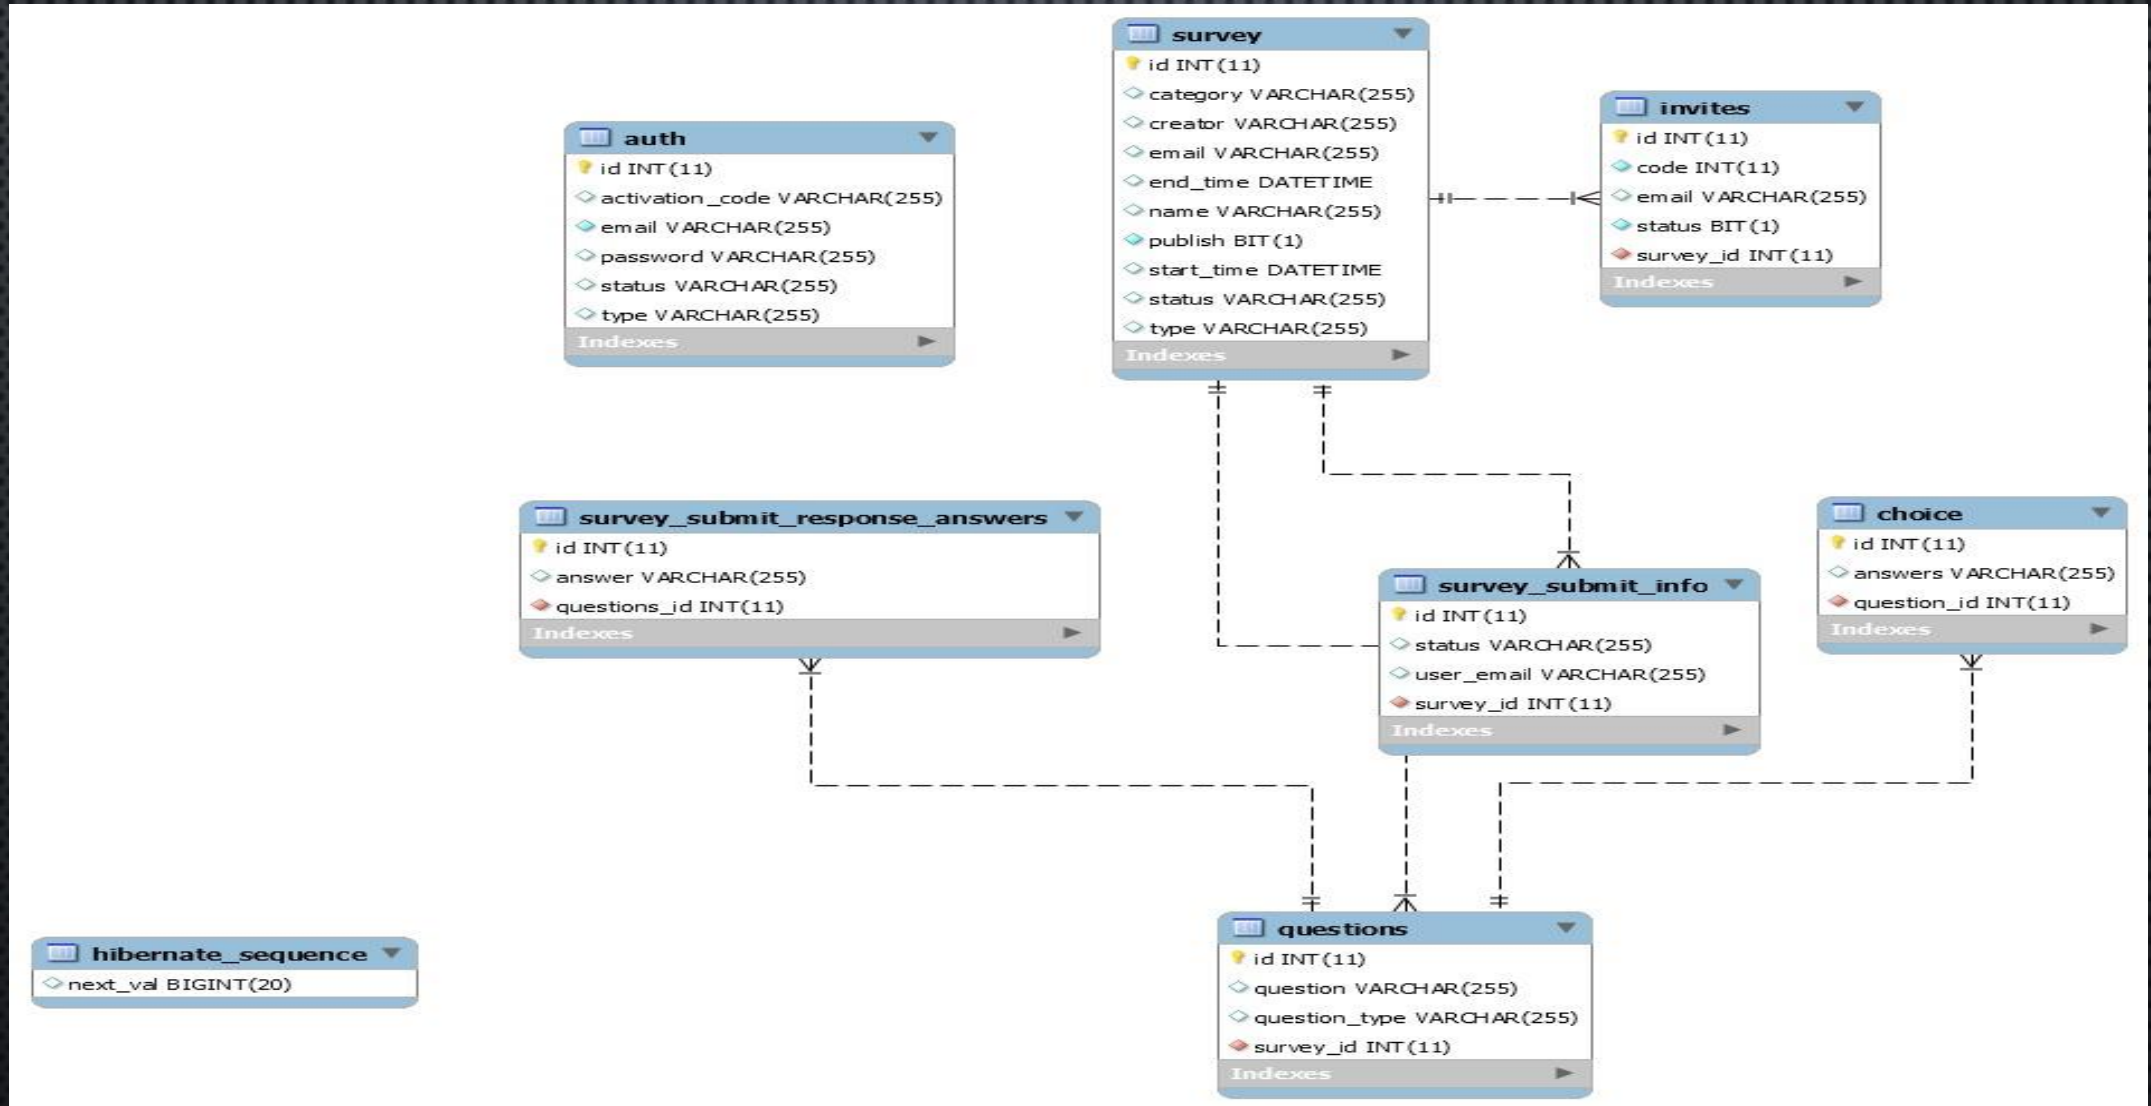 survey
id INT(11)
category VARCHAR(255)
creator VARCHAR(255)
email VARCHAR(255)
end_time DATETIME
name VARCHAR(255)
publish BIT(1)
start_time DATETIME
status VARCHAR(255)
type VARCHAR(255)
Indexes
invites
id INT(11)
code INT(11)
email VARCHAR(255)
status BIT(1)
survey_id INT(11)
Indexes
auth
id INT(11)
activation_code VARCHAR(255)
email VARCHAR(255)
password VARCHAR(255)
status VARCHAR(255)
type VARCHAR(255)
Indexes
survey_submit_response_answers
id INT(11)
answer VARCHAR(255)
questions_id INT(11)
Indexes
survey_submit_info
id INT(11)
status VARCHAR(255)
user_email VARCHAR(255)
survey_id INT(11)
Indexes
choice
id INT(11)
answers VARCHAR(255)
question_id INT(11)
Indexes
hibernate_sequence
next_val BIGINT(20)
questions
id INT(11)
question VARCHAR(255)
question_type VARCHAR(255)
survey_id INT(11)
Indexes